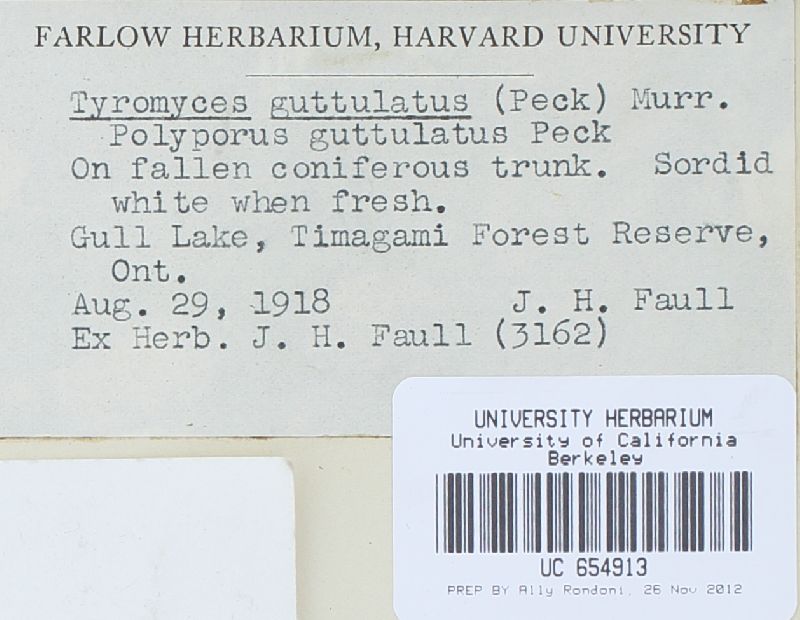 FARLOW HERBARIUM, HARVARD UNIVERSITY
Tyromyces guttulatus (Peck) Murr.
Polyporus guttulatus Peck
On fallen coniferous trunk. Sordid
white when fresh.
Gull Lake, Timagami Forest Reserve,
Ont.
Aug. 29, 1918 J. H. Faull
Ex Herb. J. H. Faull (3162)
UNIVERSITY HERBARIUM
University of California
Berkeley
UC 654913
PREP BY Ally Rondoni, 26 Nov 2012